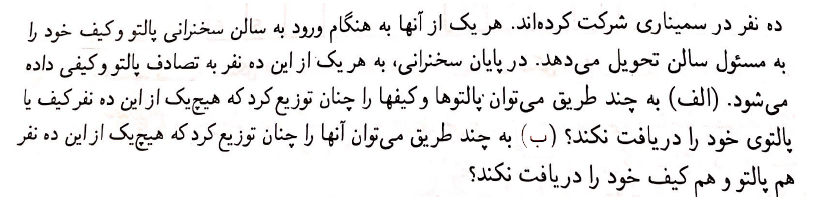 ده نفر در سمیناری شرکت کرده‌اند. هر یک از آنها به هنگام ورود به سالن سخنرانی پالتو و کیف خود را
به مسئول سالن تحویل می‌دهد. در پایان سخنرانی، به هر یک از این ده نفر به تصادف پالتو و کیفی داده
می‌شود. (الف) به چند طریق می‌توان پالتوها و کیفها را چنان توزیع کرد که هیچ‌یک از این ده نفر کیف یا
پالتوی خود را دریافت نکند؟ (ب) به چند طریق می‌توان آنها را چنان توزیع کرد که هیچ‌یک از این ده نفر
هم پالتو و هم کیف خود را دریافت نکند؟